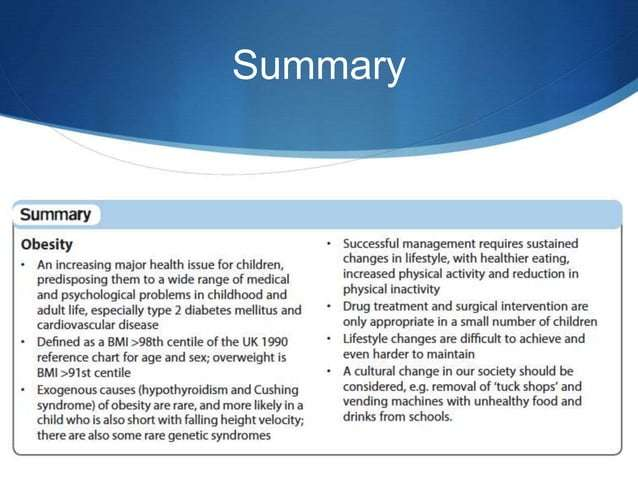 Summary
Summary
Obesity
• An increasing major health issue for children,
predisposing them to a wide range of medical
and psychological problems in childhood and
adult life, especially type 2 diabetes mellitus and
cardiovascular disease
• Defined as a BMI >98th centile of the UK 1990
reference chart for age and sex; overweight is
BMI >91st centile
• Exogenous causes (hypothyroidism and Cushing
syndrome) of obesity are rare, and more likely in a
child who is also short with falling height velocity;
there are also some rare genetic syndromes
• Successful management requires sustained
changes in lifestyle, with healthier eating,
increased physical activity and reduction in
physical inactivity
• Drug treatment and surgical intervention are
only appropriate in a small number of children
• Lifestyle changes are difficult to achieve and
even harder to maintain
• A cultural change in our society should be
considered, e.g. removal of 'tuck shops' and
vending machines with unhealthy food and
drinks from schools.